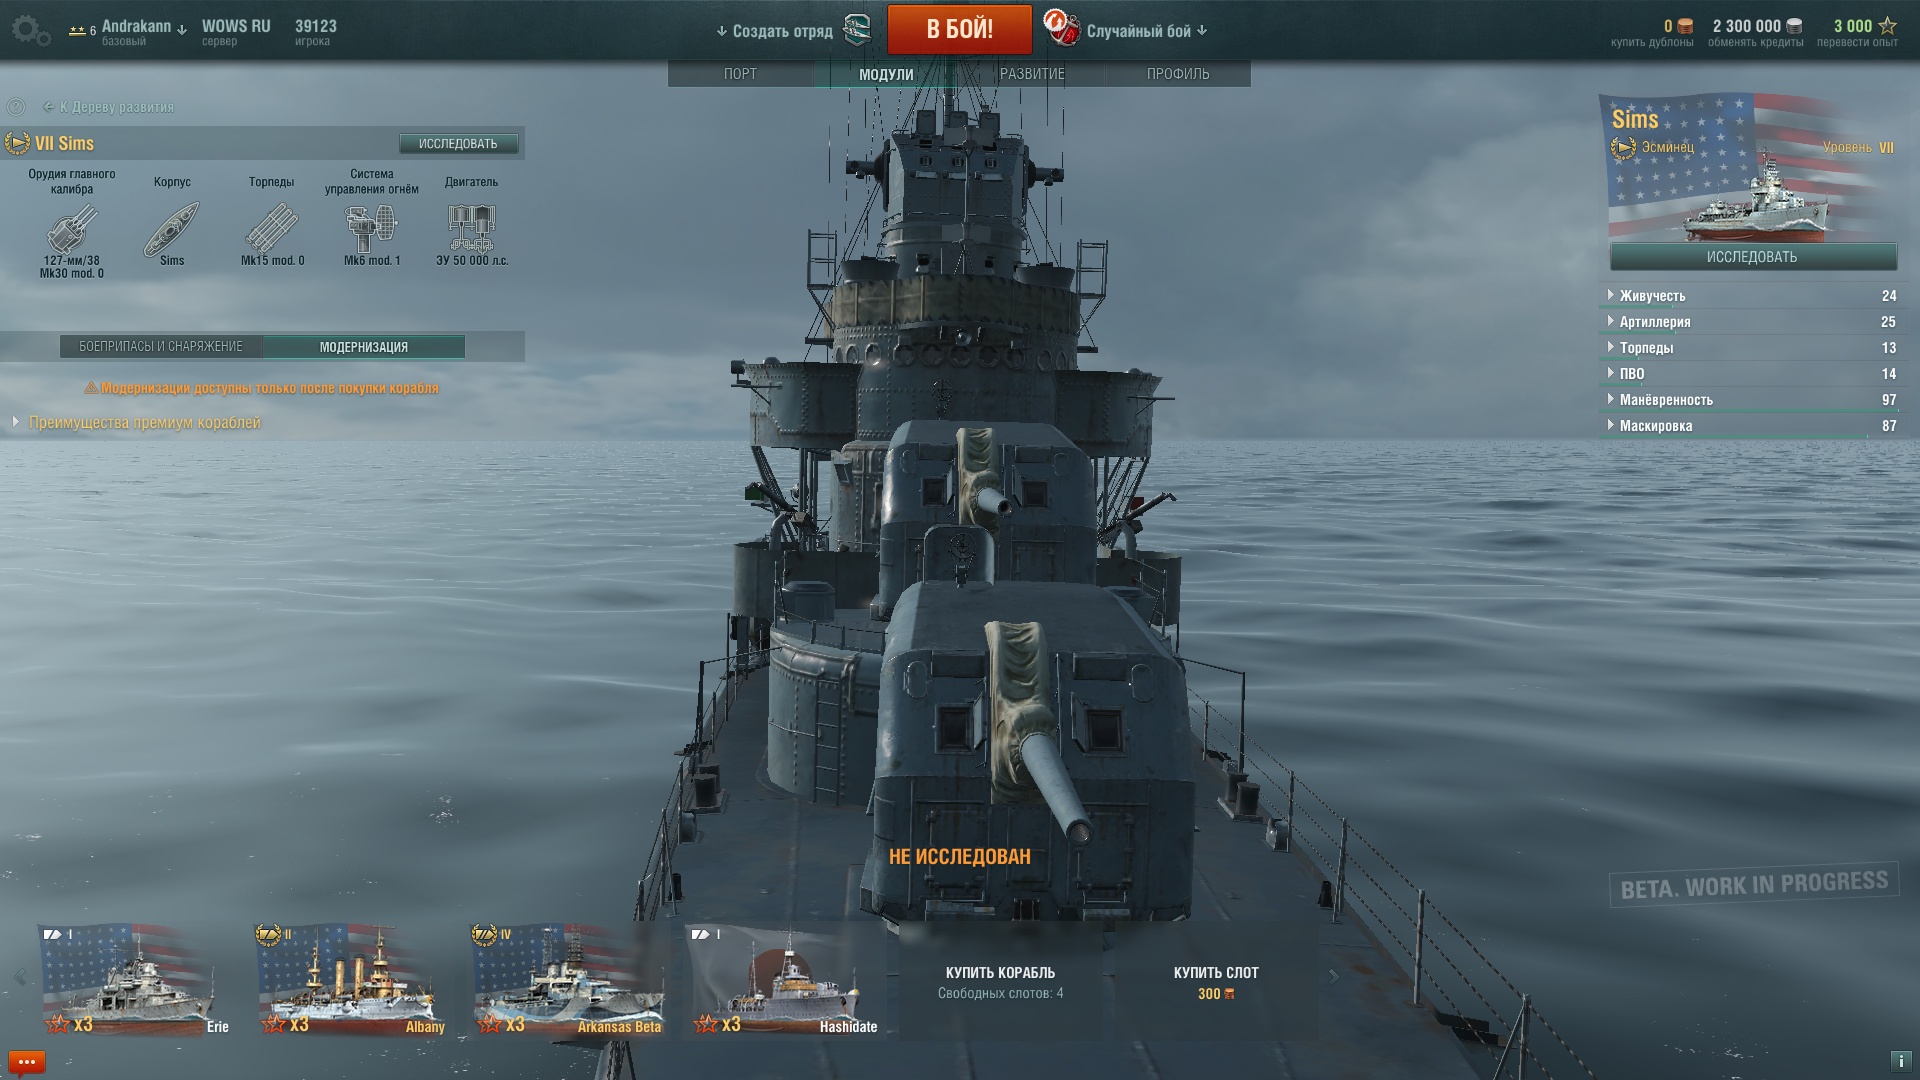 6 Andrakann
базовый
WOWS RU
сервер
39123
игрока
Создать отряд
В БОЙ!
Случайный бой
0
купить дублоны
2 300 000
обменять кредиты
3 000
перевести опыт
ПОРТ
МОДУЛИ
РАЗВИТИЕ
ПРОФИЛЬ
? К Дереву развития
VII Sims
ИССЛЕДОВАТЬ
Орудия главного
калибра
Корпус
Торпеды
Система
управления огнём
Двигатель
127-мм/38
Mk30 mod. 0
Sims
Mk15 mod. 0
Mk6 mod. 1
ЭУ 50 000 л.с.
БОЕПРИПАСЫ И СНАРЯЖЕНИЕ
МОДЕРНИЗАЦИЯ
Модернизации доступны только после покупки корабля
Преимущества премиум кораблей
Sims
Эсминец
Уровень VII
ИССЛЕДОВАТЬ
Живучесть 24
Артиллерия 25
Торпеды 13
ПВО 14
Манёвренность 97
Маскировка 87
НЕ ИССЛЕДОВАН
BETA. WORK IN PROGRESS
I
x3
Erie
II
x3
Albany
IV
x3
Arkansas Beta
I
x3
Hashidate
КУПИТЬ КОРАБЛЬ
Свободных слотов: 4
КУПИТЬ СЛОТ
300
i